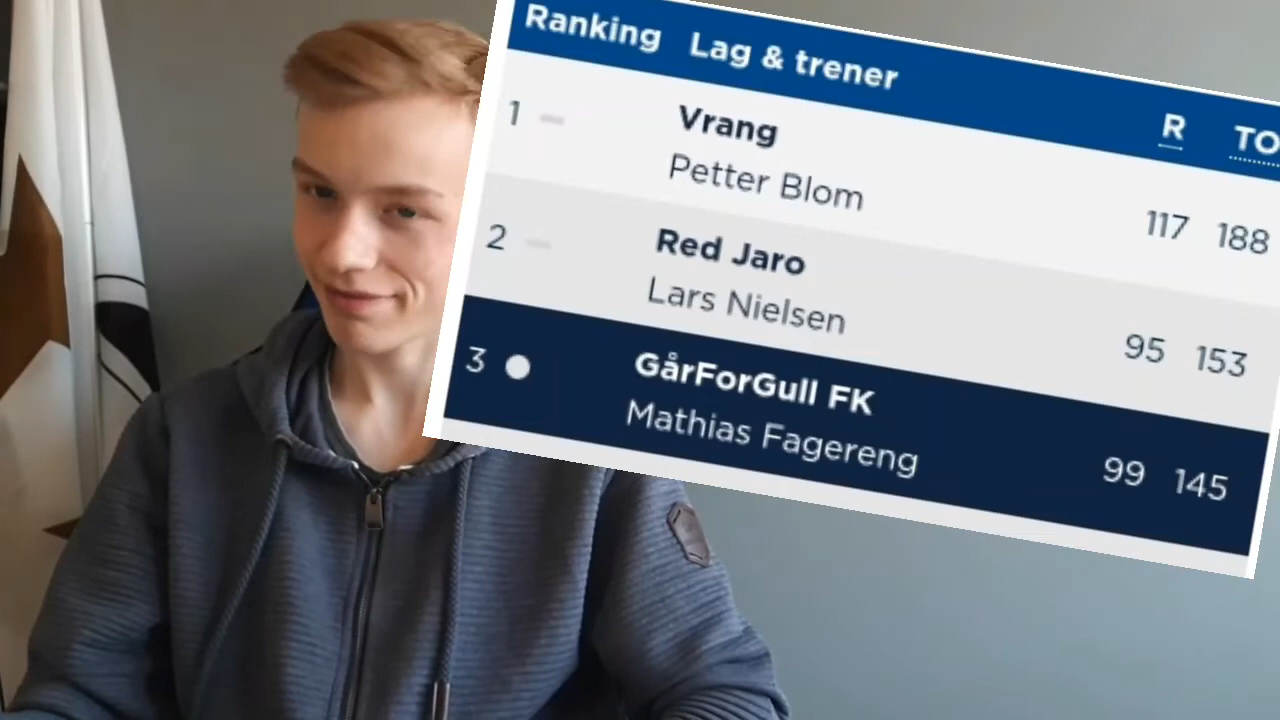 Ranking Lag & trener R TO
1 Vrang
Petter Blom 117 188
2 Red Jaro
Lars Nielsen 95 153
3 GårForGull FK
Mathias Fagereng 99 145